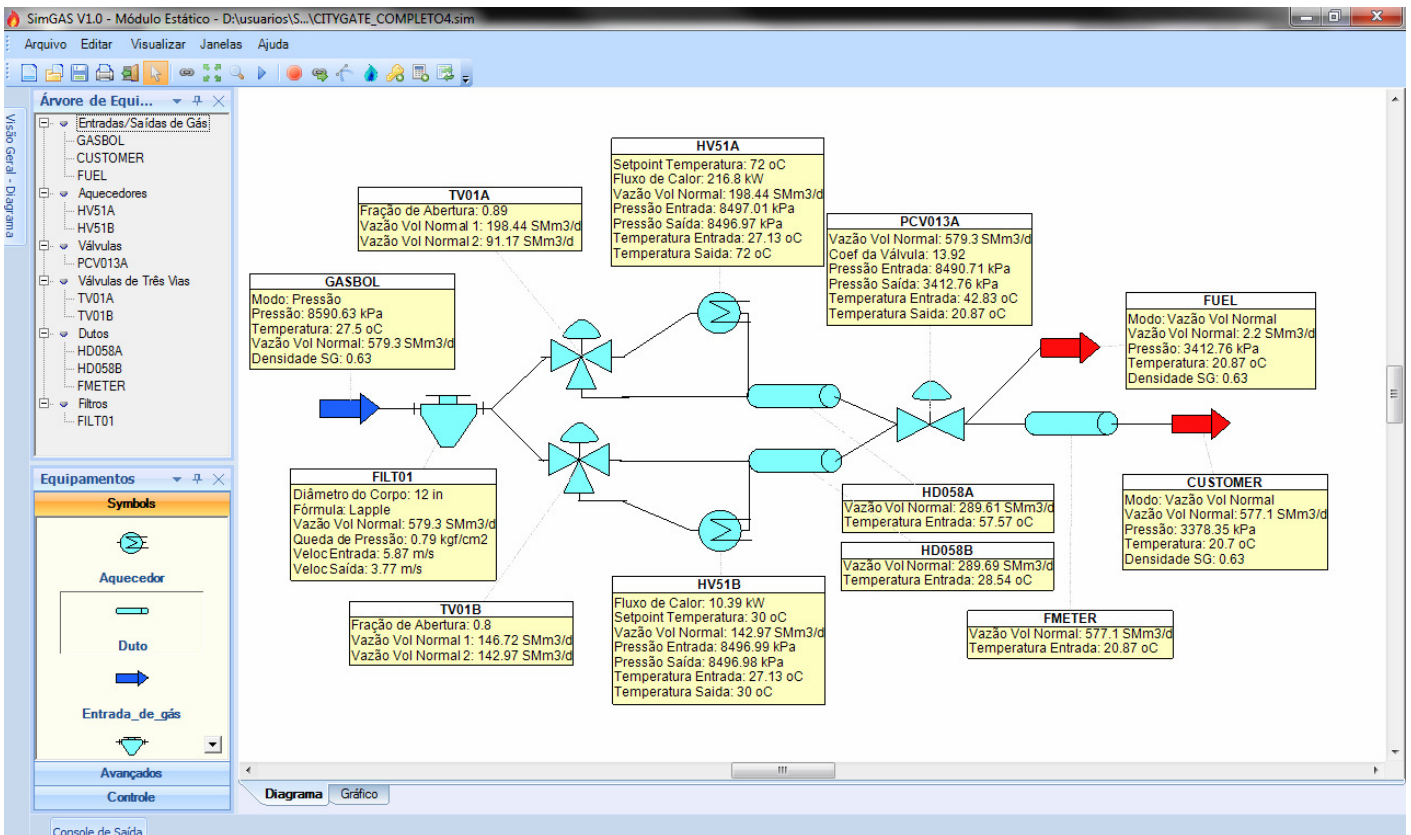 SimGAS V1.0 - Módulo Estático - D:\usuarios\S...\CITYGATE_COMPLETO4.sim
Arquivo Editar Visualizar Janelas Ajuda
Visão Geral - Diagrama
Árvore de Equi...
Entradas/Saídas de Gás
GASBOL
CUSTOMER
FUEL
Aquecedores
HV51A
HV51B
Válvulas
PCV013A
Válvulas de Três Vias
TV01A
TV01B
Dutos
HD058A
HD058B
FMETER
Filtros
FILT01
Equipamentos
Symbols
Aquecedor
Duto
Entrada_de_gás
Avançados
Controle
HV51A
Setpoint Temperatura: 72 oC
Fluxo de Calor: 216.8 kW
Vazão Vol Normal: 198.44 SMm3/d
Pressão Entrada: 8497.01 kPa
Pressão Saída: 8496.97 kPa
Temperatura Entrada: 27.13 oC
Temperatura Saida: 72 oC
TV01A
Fração de Abertura: 0.89
Vazão Vol Normal 1: 198.44 SMm3/d
Vazão Vol Normal 2: 91.17 SMm3/d
PCV013A
Vazão Vol Normal: 579.3 SMm3/d
Coef da Válvula: 13.92
Pressão Entrada: 8490.71 kPa
Pressão Saída: 3412.76 kPa
Temperatura Entrada: 42.83 oC
Temperatura Saida: 20.87 oC
GASBOL
Modo: Pressão
Pressão: 8590.63 kPa
Temperatura: 27.5 oC
Vazão Vol Normal: 579.3 SMm3/d
Densidade SG: 0.63
FUEL
Modo: Vazão Vol Normal
Vazão Vol Normal: 2.2 SMm3/d
Pressão: 3412.76 kPa
Temperatura: 20.87 oC
Densidade SG: 0.63
FILT01
Diâmetro do Corpo: 12 in
Fórmula: Lapple
Vazão Vol Normal: 579.3 SMm3/d
Queda de Pressão: 0.79 kgf/cm2
Veloc Entrada: 5.87 m/s
Veloc Saída: 3.77 m/s
HD058A
Vazão Vol Normal: 289.61 SMm3/d
Temperatura Entrada: 57.57 oC
CUSTOMER
Modo: Vazão Vol Normal
Vazão Vol Normal: 577.1 SMm3/d
Pressão: 3378.35 kPa
Temperatura: 20.7 oC
Densidade SG: 0.63
HD058B
Vazão Vol Normal: 289.69 SMm3/d
Temperatura Entrada: 28.54 oC
TV01B
Fração de Abertura: 0.8
Vazão Vol Normal 1: 146.72 SMm3/d
Vazão Vol Normal 2: 142.97 SMm3/d
HV51B
Fluxo de Calor: 10.39 kW
Setpoint Temperatura: 30 oC
Vazão Vol Normal: 142.97 SMm3/d
Pressão Entrada: 8496.99 kPa
Pressão Saída: 8496.98 kPa
Temperatura Entrada: 27.13 oC
Temperatura Saida: 30 oC
FMETER
Vazão Vol Normal: 577.1 SMm3/d
Temperatura Entrada: 20.87 oC
Diagrama Gráfico
Console de Saída